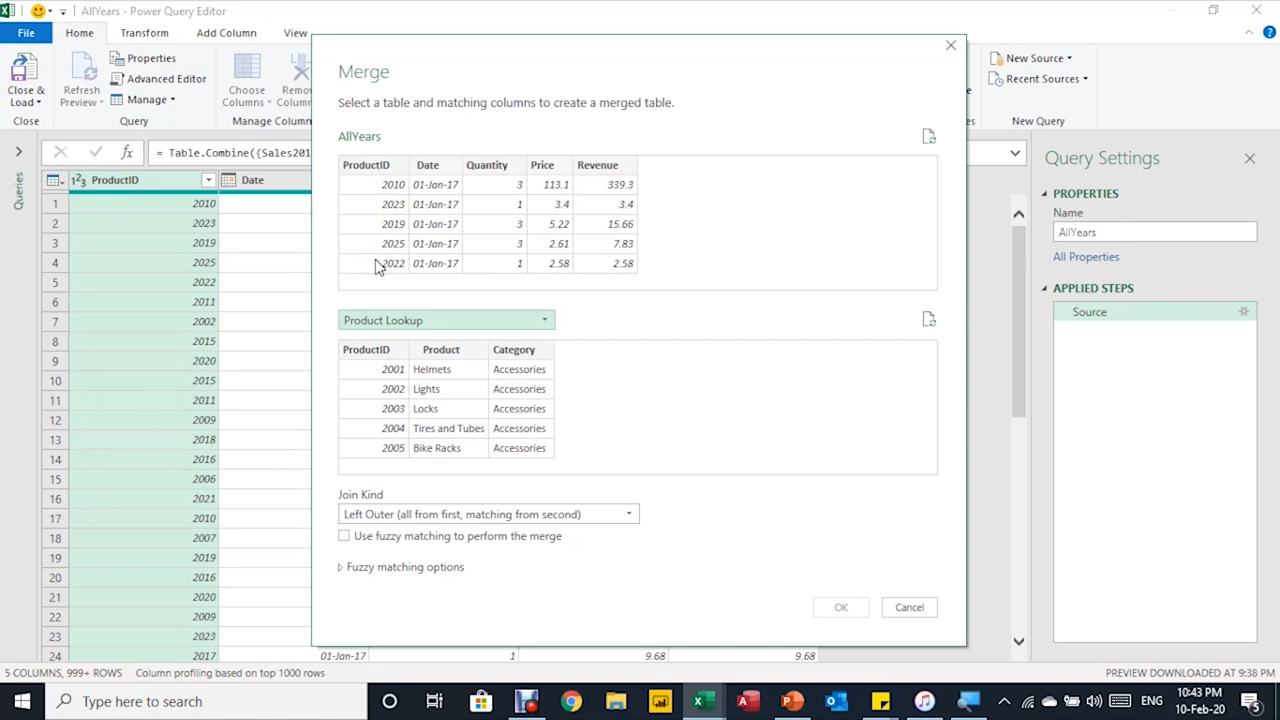 AllYears - Power Query Editor
File Home Transform Add Column View
Close & Load
Refresh Preview
Properties
Advanced Editor
Manage
Choose Columns
New Source
Recent Sources
Close
Query
Manage
New Query
Merge
Select a table and matching columns to create a merged table.
AllYears
ProductID Date Quantity Price Revenue
2010 01-Jan-17 3 113.1 339.3
2023 01-Jan-17 1 3.4 3.4
2019 01-Jan-17 3 5.22 15.66
2025 01-Jan-17 3 2.61 7.83
2022 01-Jan-17 1 2.58 2.58
Product Lookup
ProductID Product Category
2001 Helmets Accessories
2002 Lights Accessories
2003 Locks Accessories
2004 Tires and Tubes Accessories
2005 Bike Racks Accessories
Join Kind
Left Outer (all from first, matching from second)
Use fuzzy matching to perform the merge
Fuzzy matching options
OK Cancel
Queries
fx = Table.Combine({Sales201
1²3 ProductID Date
1 2010
2 2023
3 2019
4 2025
5 2022
6 2011
7 2002
8 2015
9 2020
10 2015
11 2011
12 2009
13 2018
14 2016
15 2006
16 2021
17 2010
18 2007
19 2019
20 2016
21 2020
22 2009
23 2023
24 2017 01-Jan-17 1 9.68 9.68
Query Settings
PROPERTIES
Name
AllYears
All Properties
APPLIED STEPS
Source
5 COLUMNS, 999+ ROWS Column profiling based on top 1000 rows
PREVIEW DOWNLOADED AT 9:38 PM
Type here to search
ENG
10:43 PM
10-Feb-20
5